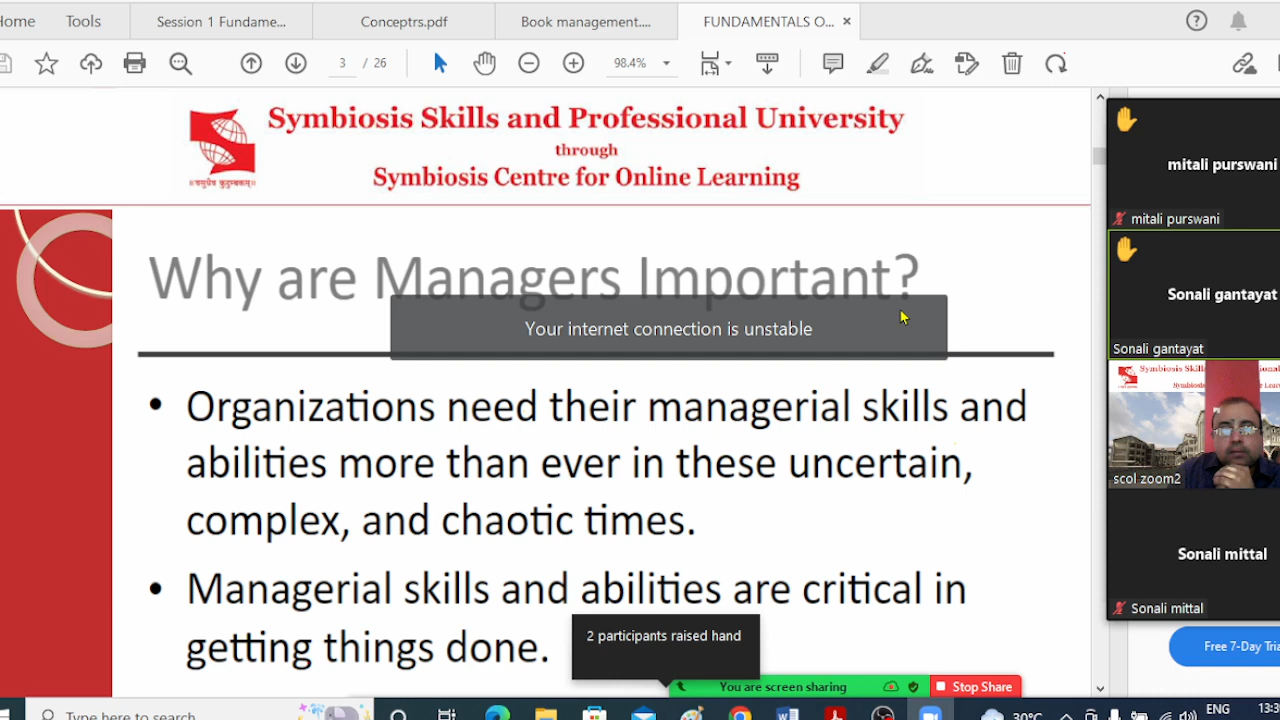 Home
Tools
Session 1 Fundame...
Conceptrs.pdf
Book management....
FUNDAMENTALS O... ×
3 / 26
98.4%
Symbiosis Skills and Professional University
through
Symbiosis Centre for Online Learning
Why are Managers Important?
Your internet connection is unstable
• Organizations need their managerial skills and
abilities more than ever in these uncertain,
complex, and chaotic times.
• Managerial skills and abilities are critical in
getting things done.
2 participants raised hand
You are screen sharing
Stop Share
mitali purswani
mitali purswani
Sonali gantayat
Sonali gantayat
scol zoom2
Sonali mittal
Sonali mittal
Free 7-Day Tria
Type here to search
30°C
ENG
13:3